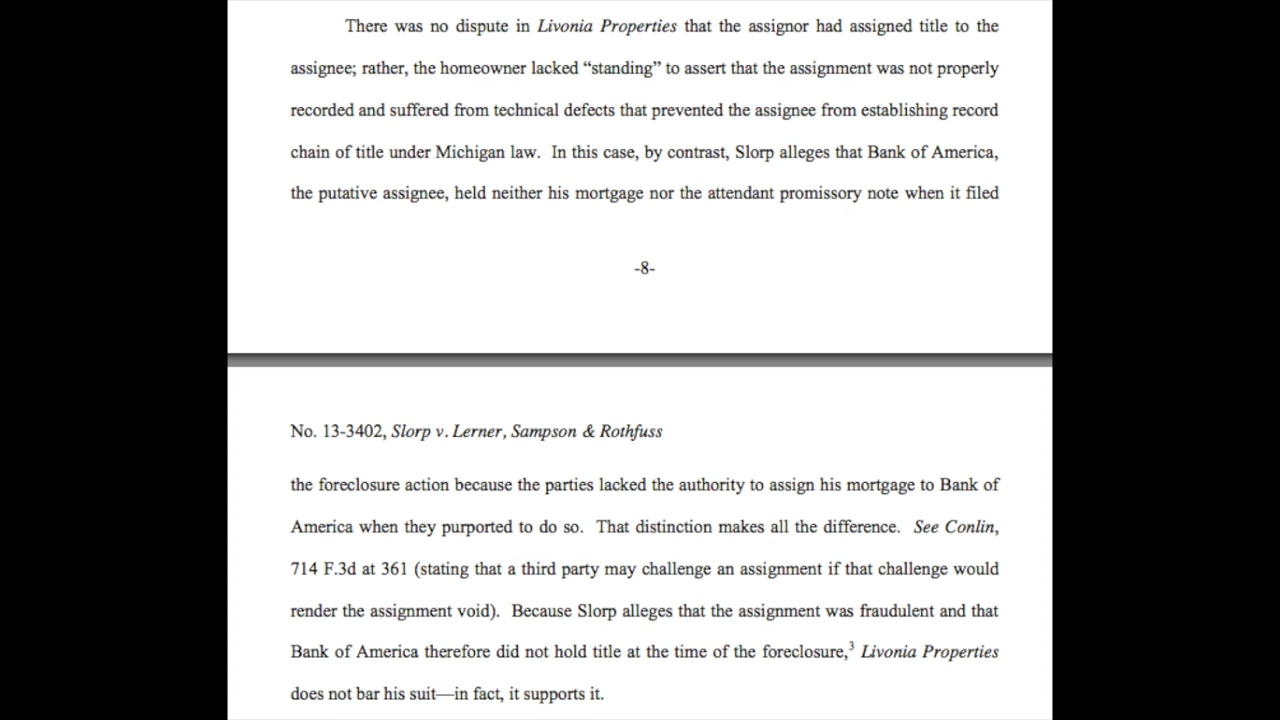 There was no dispute in Livonia Properties that the assignor had assigned title to the
assignee; rather, the homeowner lacked “standing” to assert that the assignment was not properly
recorded and suffered from technical defects that prevented the assignee from establishing record
chain of title under Michigan law. In this case, by contrast, Slorp alleges that Bank of America,
the putative assignee, held neither his mortgage nor the attendant promissory note when it filed
-8-
No. 13-3402, Slorp v. Lerner, Sampson & Rothfuss
the foreclosure action because the parties lacked the authority to assign his mortgage to Bank of
America when they purported to do so. That distinction makes all the difference. See Conlin,
714 F.3d at 361 (stating that a third party may challenge an assignment if that challenge would
render the assignment void). Because Slorp alleges that the assignment was fraudulent and that
Bank of America therefore did not hold title at the time of the foreclosure,³ Livonia Properties
does not bar his suit—in fact, it supports it.